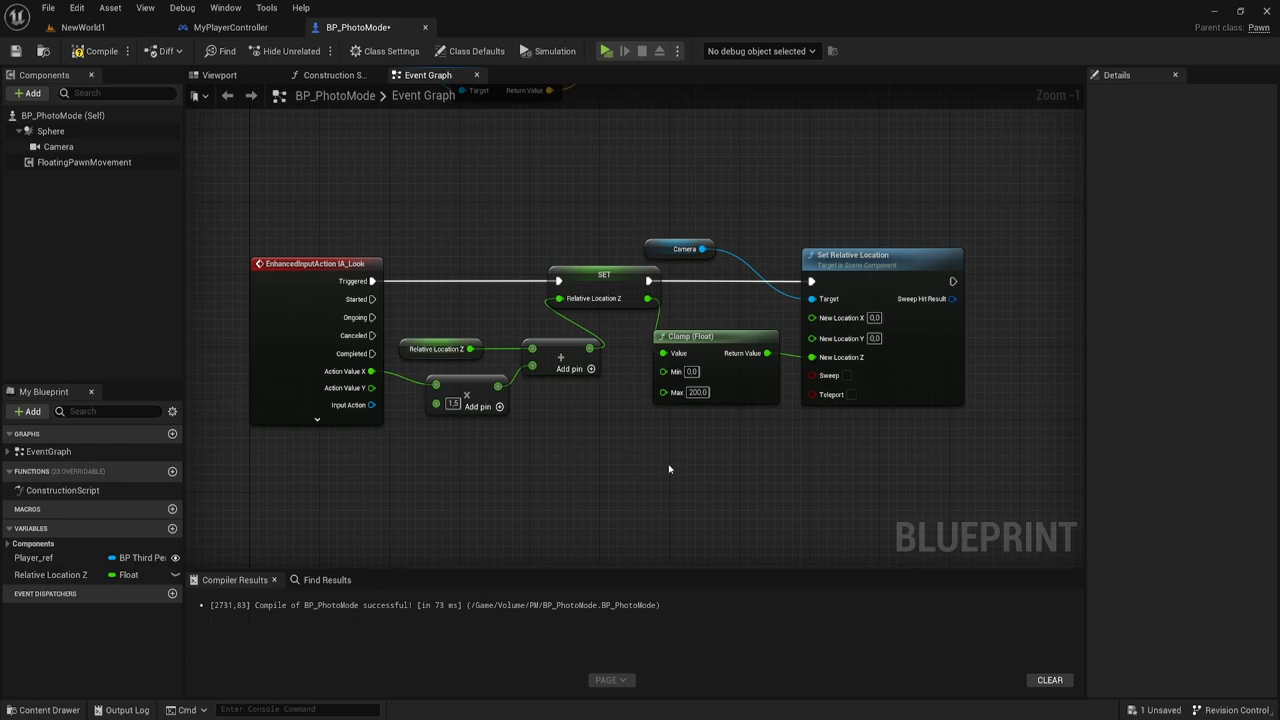 File Edit Asset View Debug Window Tools Help
NewWorld1 MyPlayerController BP_PhotoMode•
Parent class: Pawn
Compile Diff Find Hide Unrelated Class Settings Class Defaults Simulation No debug object selected
Components
Add Search
BP_PhotoMode (Self)
Sphere
Camera
FloatingPawnMovement
Viewport Construction S... Event Graph
Details
BP_PhotoMode > Event Graph
Zoom -1
Target Return Value
EnhancedInputAction IA_Look
Triggered
Started
Ongoing
Canceled
Completed
Action Value X
Action Value Y
Input Action
Relative Location Z
1,5 Add pin
+
Add pin
SET
Relative Location Z
Camera
Clamp (Float)
Value Return Value
Min 0,0
Max 200,0
Set Relative Location
Target is Scene Component
Target Sweep Hit Result
New Location X 0,0
New Location Y 0,0
New Location Z
Sweep
Teleport
BLUEPRINT
My Blueprint
Add Search
GRAPHS
EventGraph
FUNCTIONS (23 OVERRIDABLE)
ConstructionScript
MACROS
VARIABLES
Components
Player_ref BP Third Pe
Relative Location Z Float
EVENT DISPATCHERS
Compiler Results Find Results
[2731,83] Compile of BP_PhotoMode successful! [in 73 ms] (/Game/Volume/PM/BP_PhotoMode.BP_PhotoMode)
PAGE
CLEAR
Content Drawer Output Log Cmd Enter Console Command
1 Unsaved Revision Control